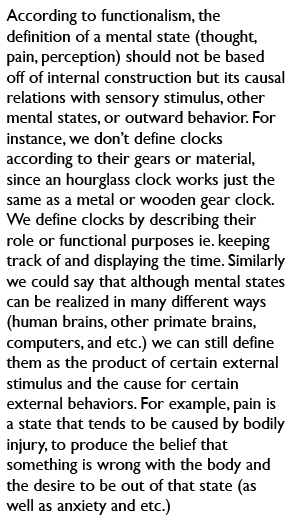 According to functionalism, the
definition of a mental state (thought,
pain, perception) should not be based
off of internal construction but its causal
relations with sensory stimulus, other
mental states, or outward behavior. For
instance, we don't define clocks
according to their gears or material,
since an hourglass clock works just the
same as a metal or wooden gear clock.
We define clocks by describing their
role or functional purposes ie. keeping
track of and displaying the time. Similarly
we could say that although mental states
can be realized in many different ways
(human brains, other primate brains,
computers, and etc.) we can still define
them as the product of certain external
stimulus and the cause for certain
external behaviors. For example, pain is
a state that tends to be caused by bodily
injury, to produce the belief that
something is wrong with the body and
the desire to be out of that state (as
well as anxiety and etc.)